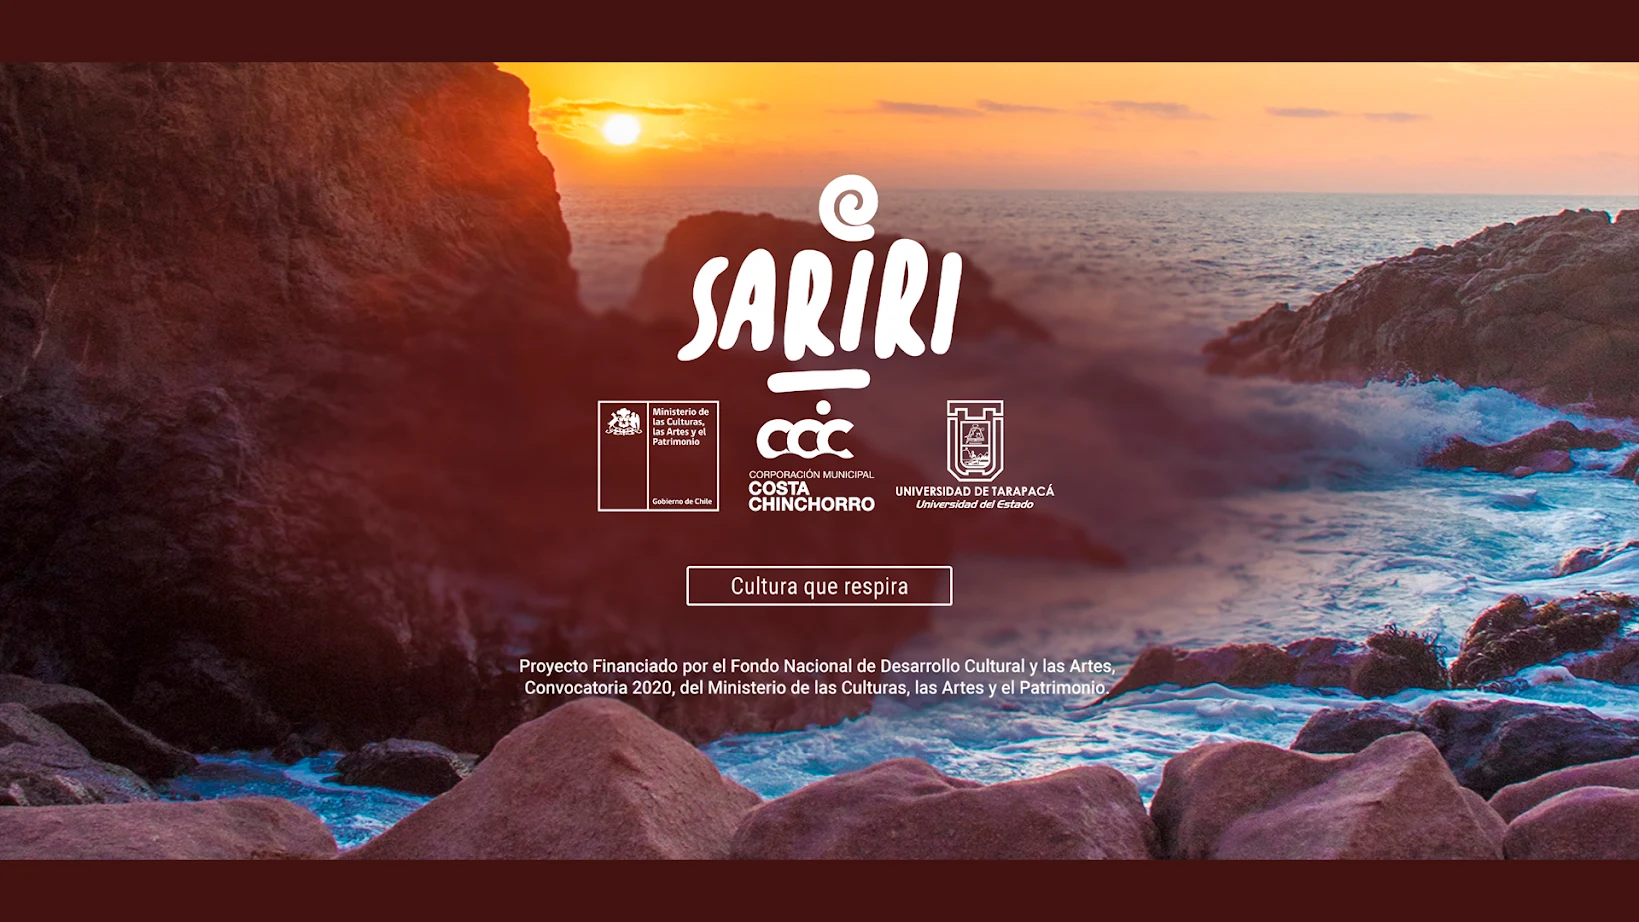 SARIRI
Ministerio de
las Culturas,
las Artes y el
Patrimonio
Gobierno de Chile
CORPORACIÓN MUNICIPAL
COSTA
CHINCHORRO
UNIVERSIDAD DE TARAPACÁ
Universidad del Estado
Cultura que respira
Proyecto Financiado por el Fondo Nacional de Desarrollo Cultural y las Artes,
Convocatoria 2020, del Ministerio de las Culturas, las Artes y el Patrimonio.